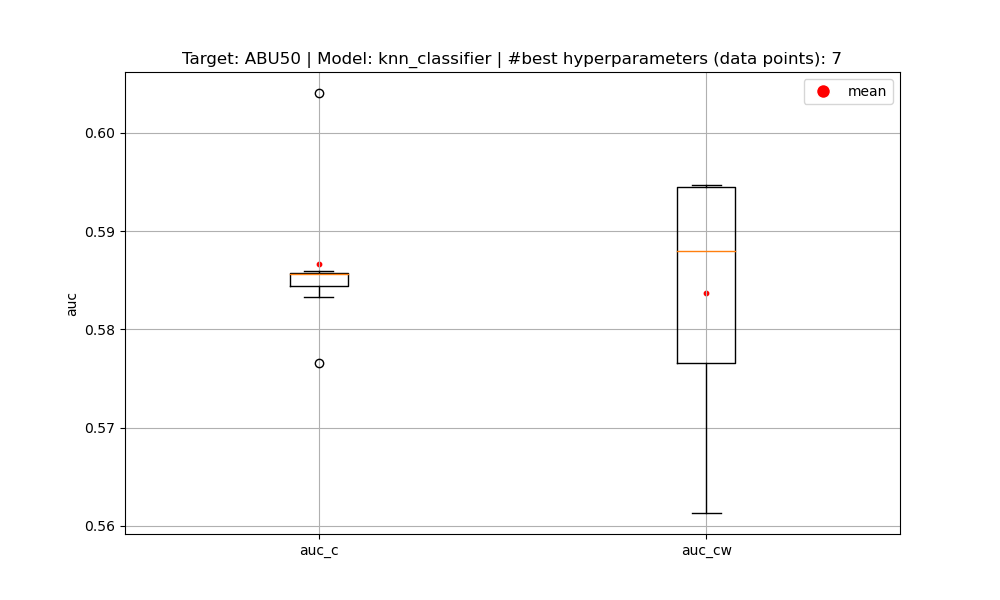 Target: ABU50 | Model: knn_classifier | #best hyperparameters (data points): 7
mean
0.60
0.59
0.58
0.57
0.56
auc
auc_c
auc_cw